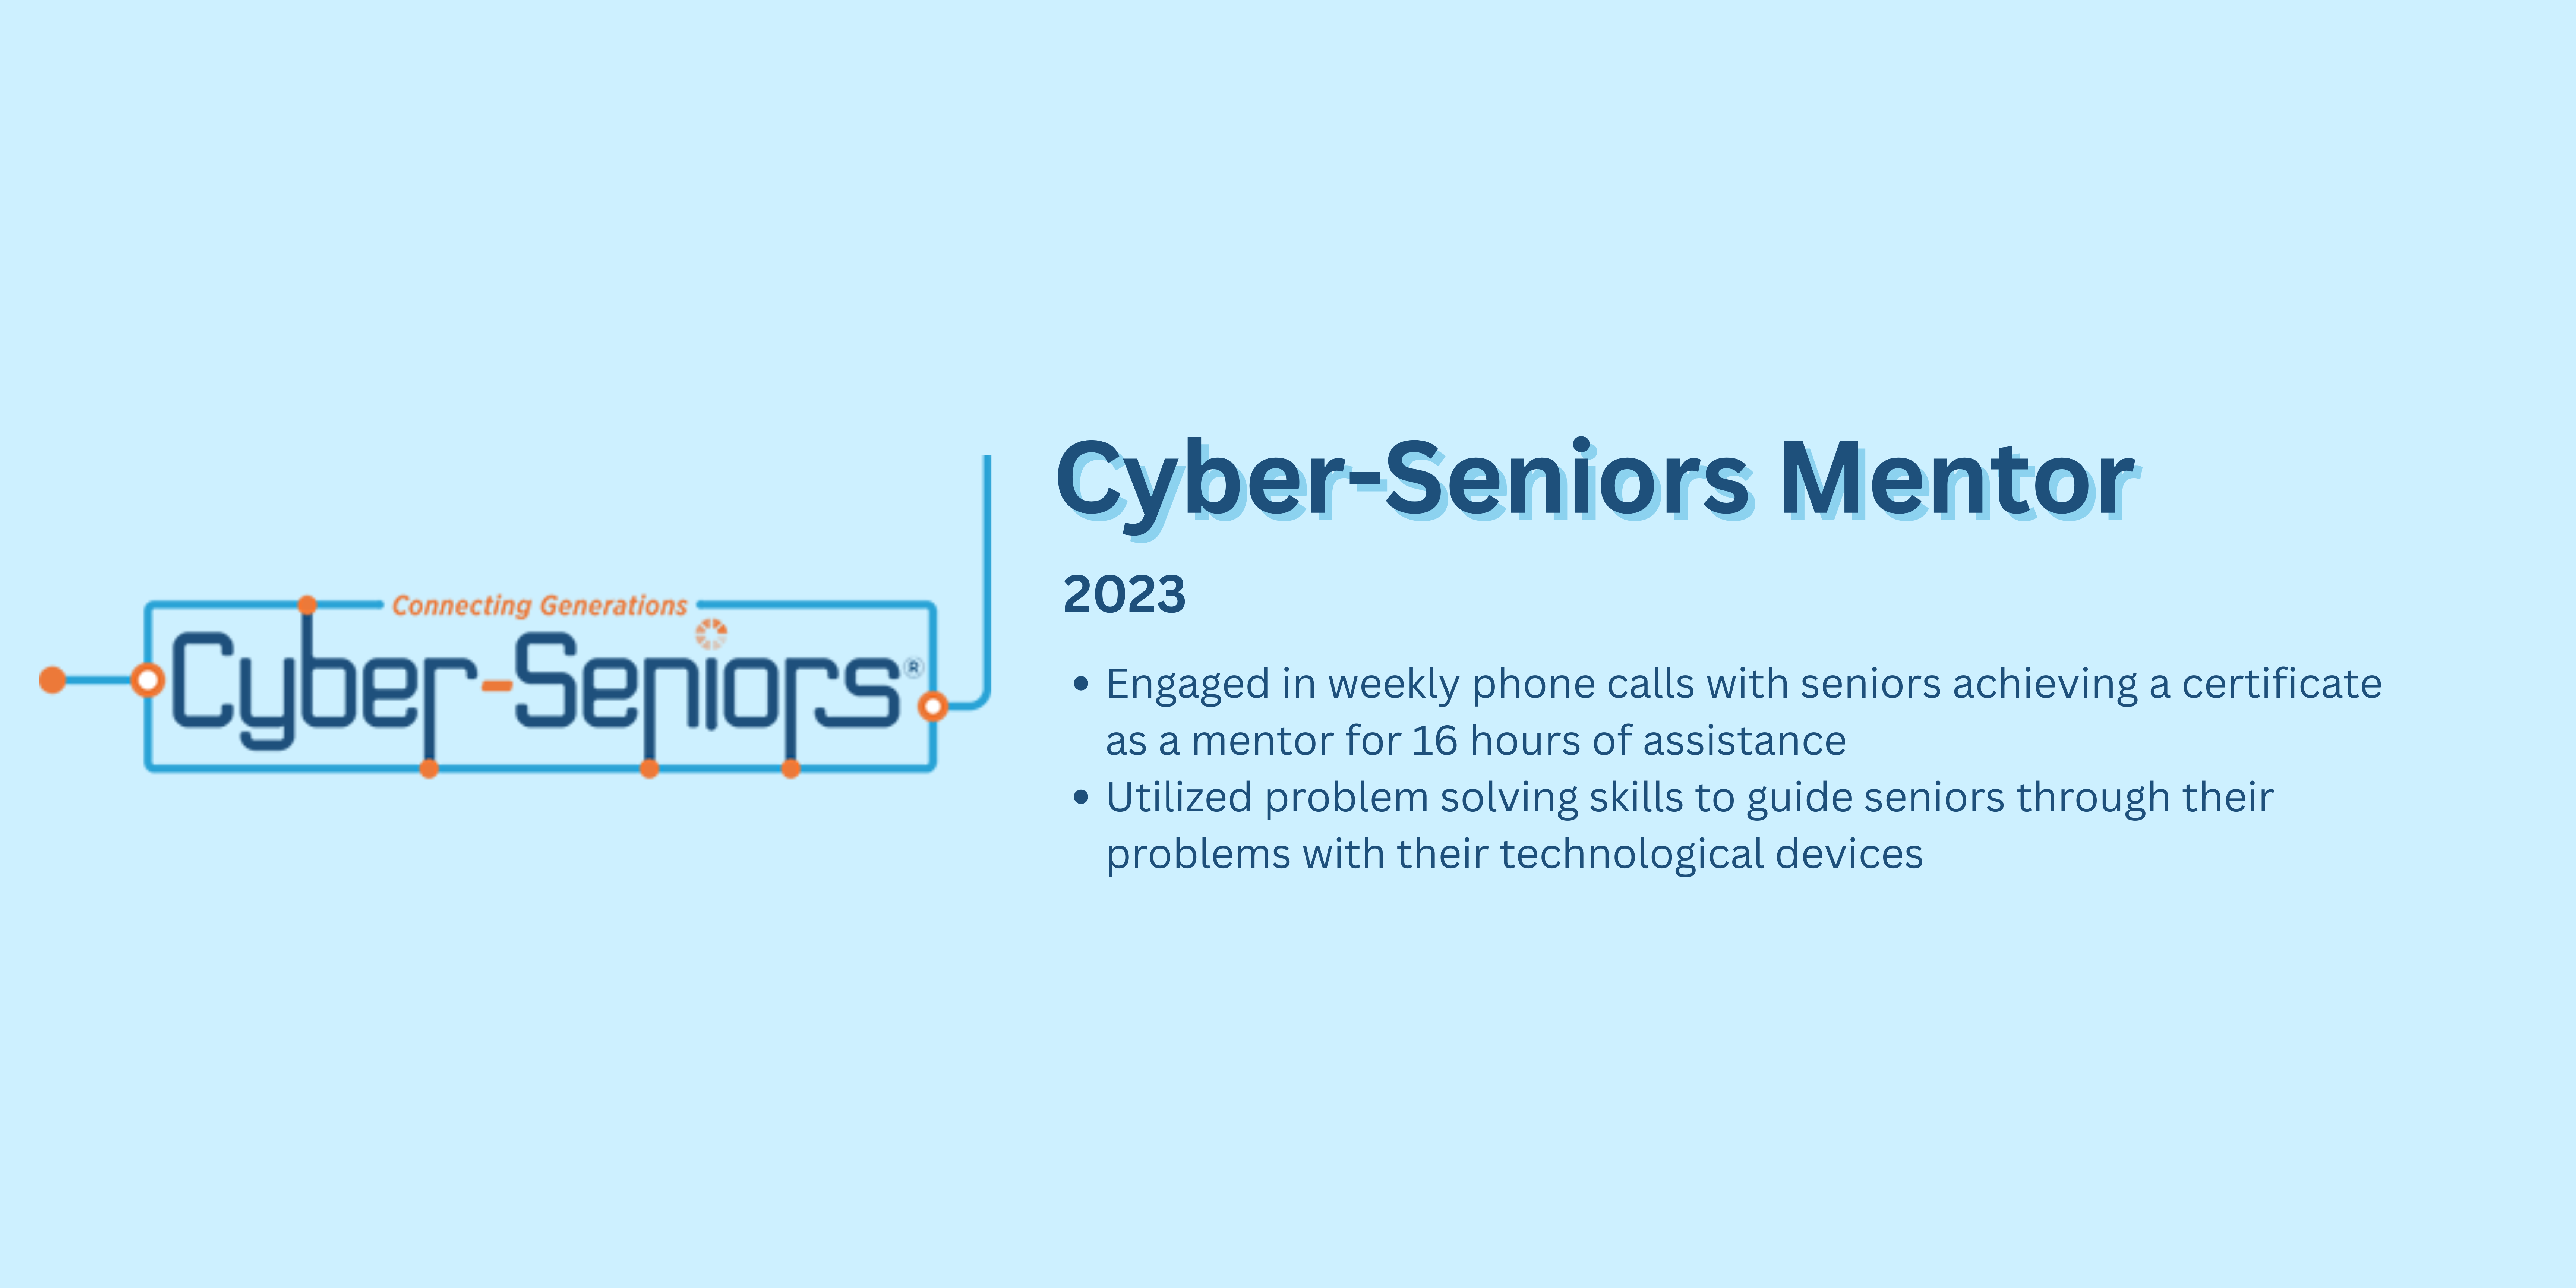 Connecting Generations
Cyber-Seniors®
Cyber-Seniors Mentor
2023
• Engaged in weekly phone calls with seniors achieving a certificate
as a mentor for 16 hours of assistance
• Utilized problem solving skills to guide seniors through their
problems with their technological devices